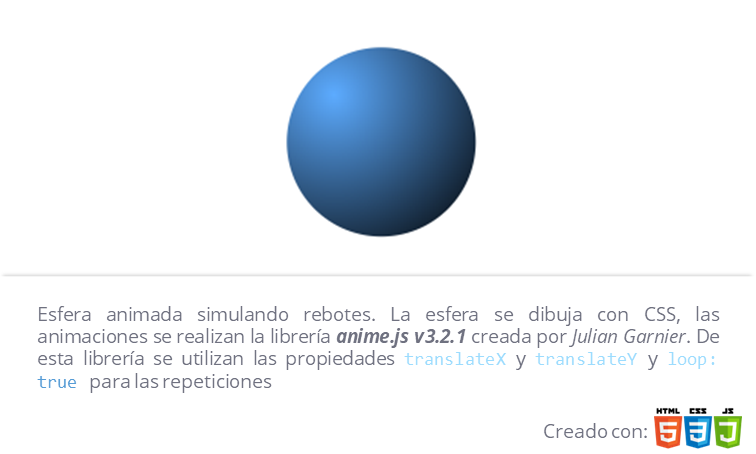 Esfera animada simulando rebotes. La esfera se dibuja con CSS, las
animaciones se realizan la librería anime.js v3.2.1 creada por Julian Garnier. De
esta librería se utilizan las propiedades translateX y translateY y loop:
true para las repeticiones
Creado con: HTML CSS JS
5 3 J